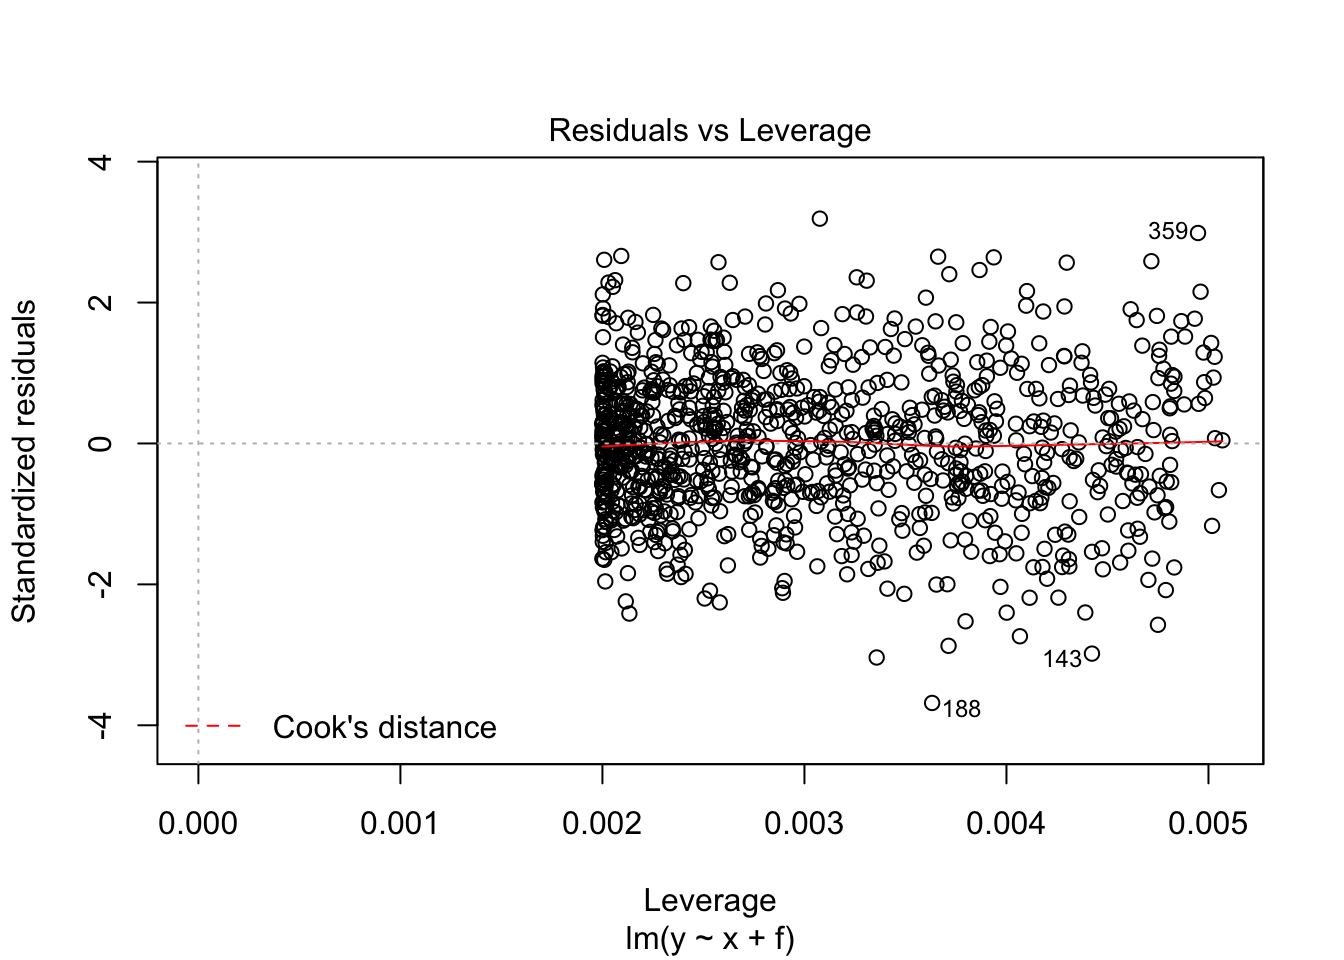 Residuals vs Leverage
Standardized residuals
4
2
0
-2
-4
359
143
188
Cook's distance
0.000 0.001 0.002 0.003 0.004 0.005
Leverage
lm(y ~ x + f)